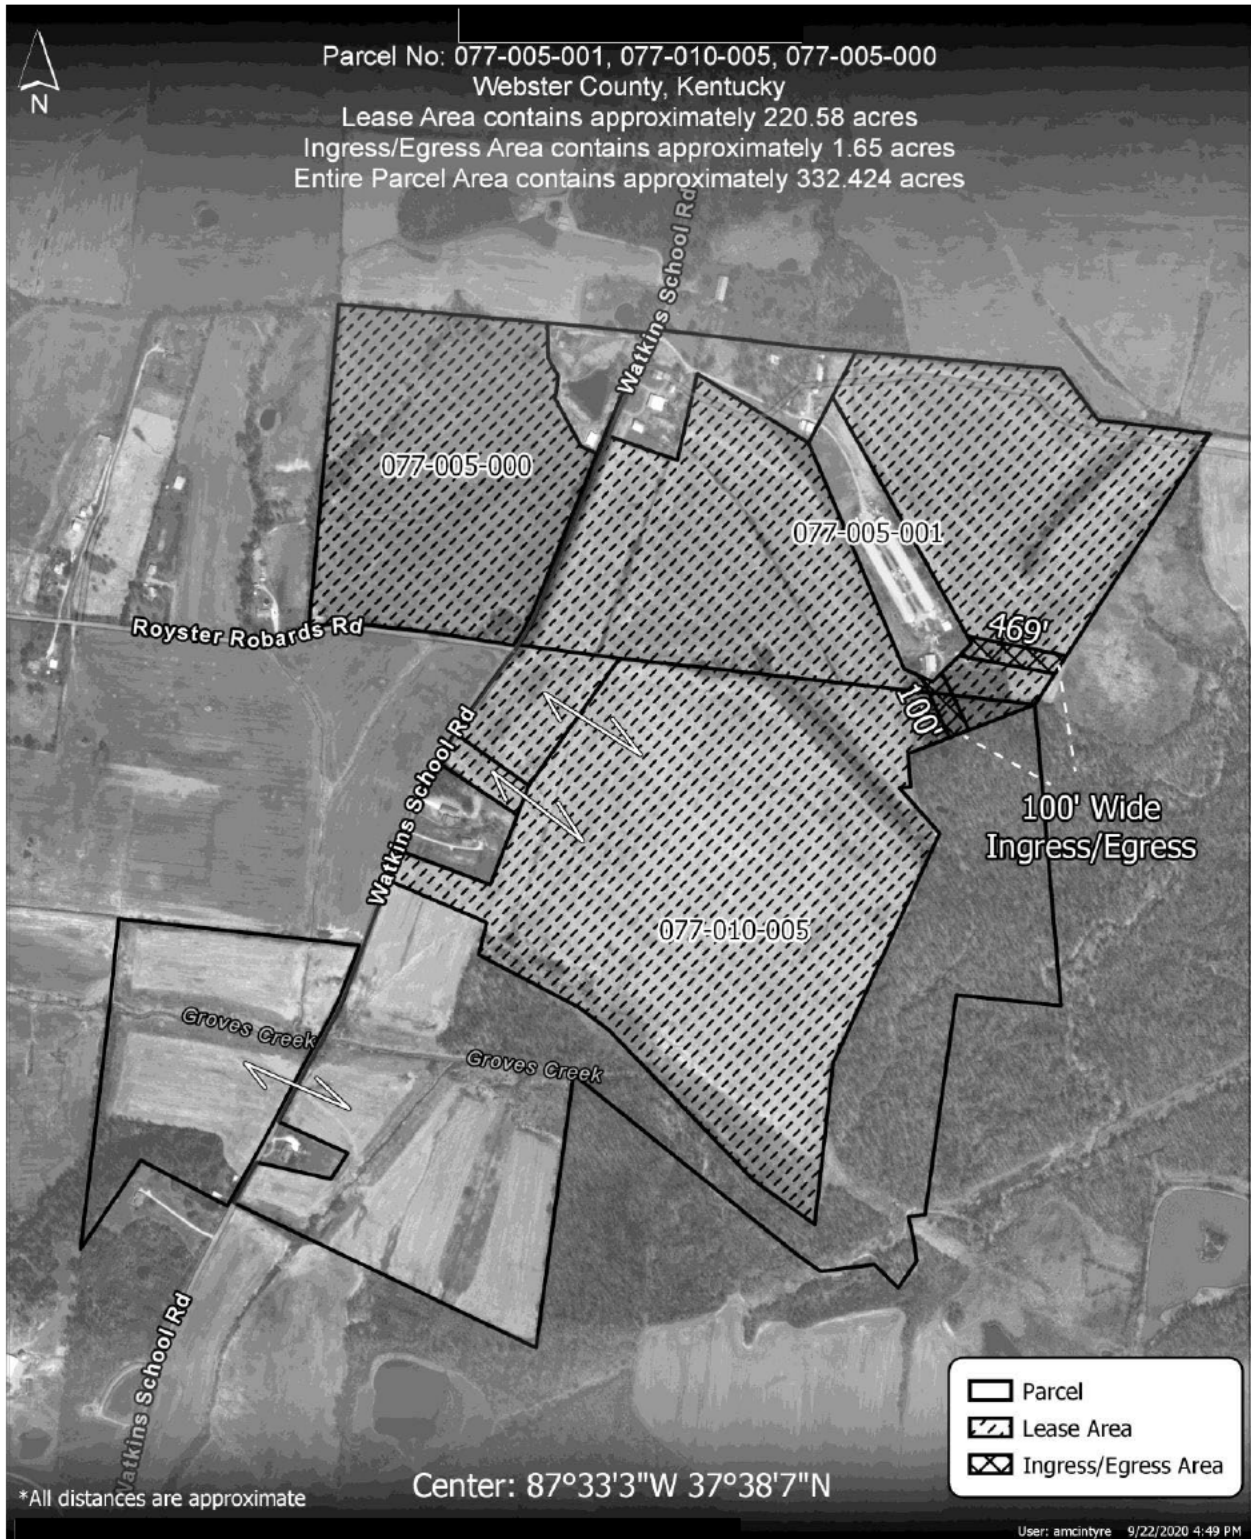 Parcel No: 077-005-001, 077-010-005, 077-005-000
Webster County, Kentucky
Lease Area contains approximately 220.58 acres
Ingress/Egress Area contains approximately 1.65 acres
Entire Parcel Area contains approximately 332.424 acres
N
Watkins School Rd
077-005-000
077-005-001
Royster Robards Rd
469'
100'
Watkins School Rd
100' Wide
Ingress/Egress
077-010-005
Groves Creek
Groves Creek
Watkins School Rd
Parcel
Lease Area
Ingress/Egress Area
Center: 87°33'3"W 37°38'7"N
*All distances are approximate
User: amcintyre 9/22/2020 4:49 PM